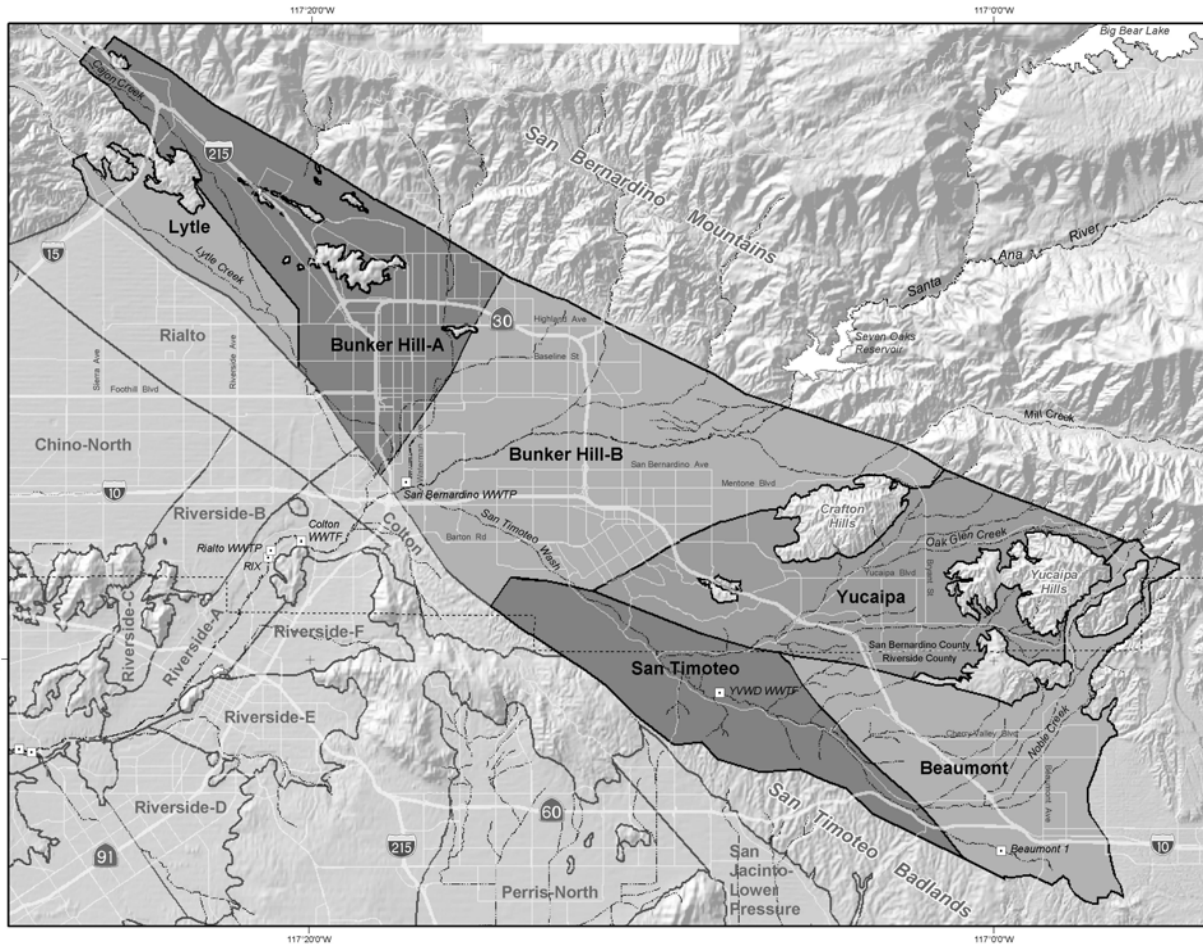 117°20'0"W
117°0'0"W
Big Bear Lake
Cajon Creek
215
San Bernardino Mountains
Lytle
15
Lytle Creek
Santa Ana River
Seven Oaks
Reservoir
Rialto
Sierra Ave
Riverside Ave
30
Highland Ave
Bunker Hill-A
Baseline St
Foothill Blvd
Mill Creek
Chino-North
Bunker Hill-B
San Bernardino Ave
Mentone Blvd
10
San Bernardino WWTP
Crafton
Hills
Riverside-B
Colton
WWTF
Colton
San Timoteo Wash
Oak Glen Creek
Rialto WWTP
RIX
Barton Rd
Yucaipa Blvd
Bryant St
Yucaipa
Hills
Yucaipa
Riverside-C
Riverside-A
Riverside-F
San Bernardino County
Riverside County
San Timoteo
YVWD WWTF
Riverside-E
Cherry Valley Blvd
Noble Creek
Beaumont
Beaumont Ave
Riverside-D
60
San Timoteo Badlands
91
215
10
Beaumont 1
Perris-North
San
Jacinto-
Lower
Pressure
117°20'0"W
117°0'0"W